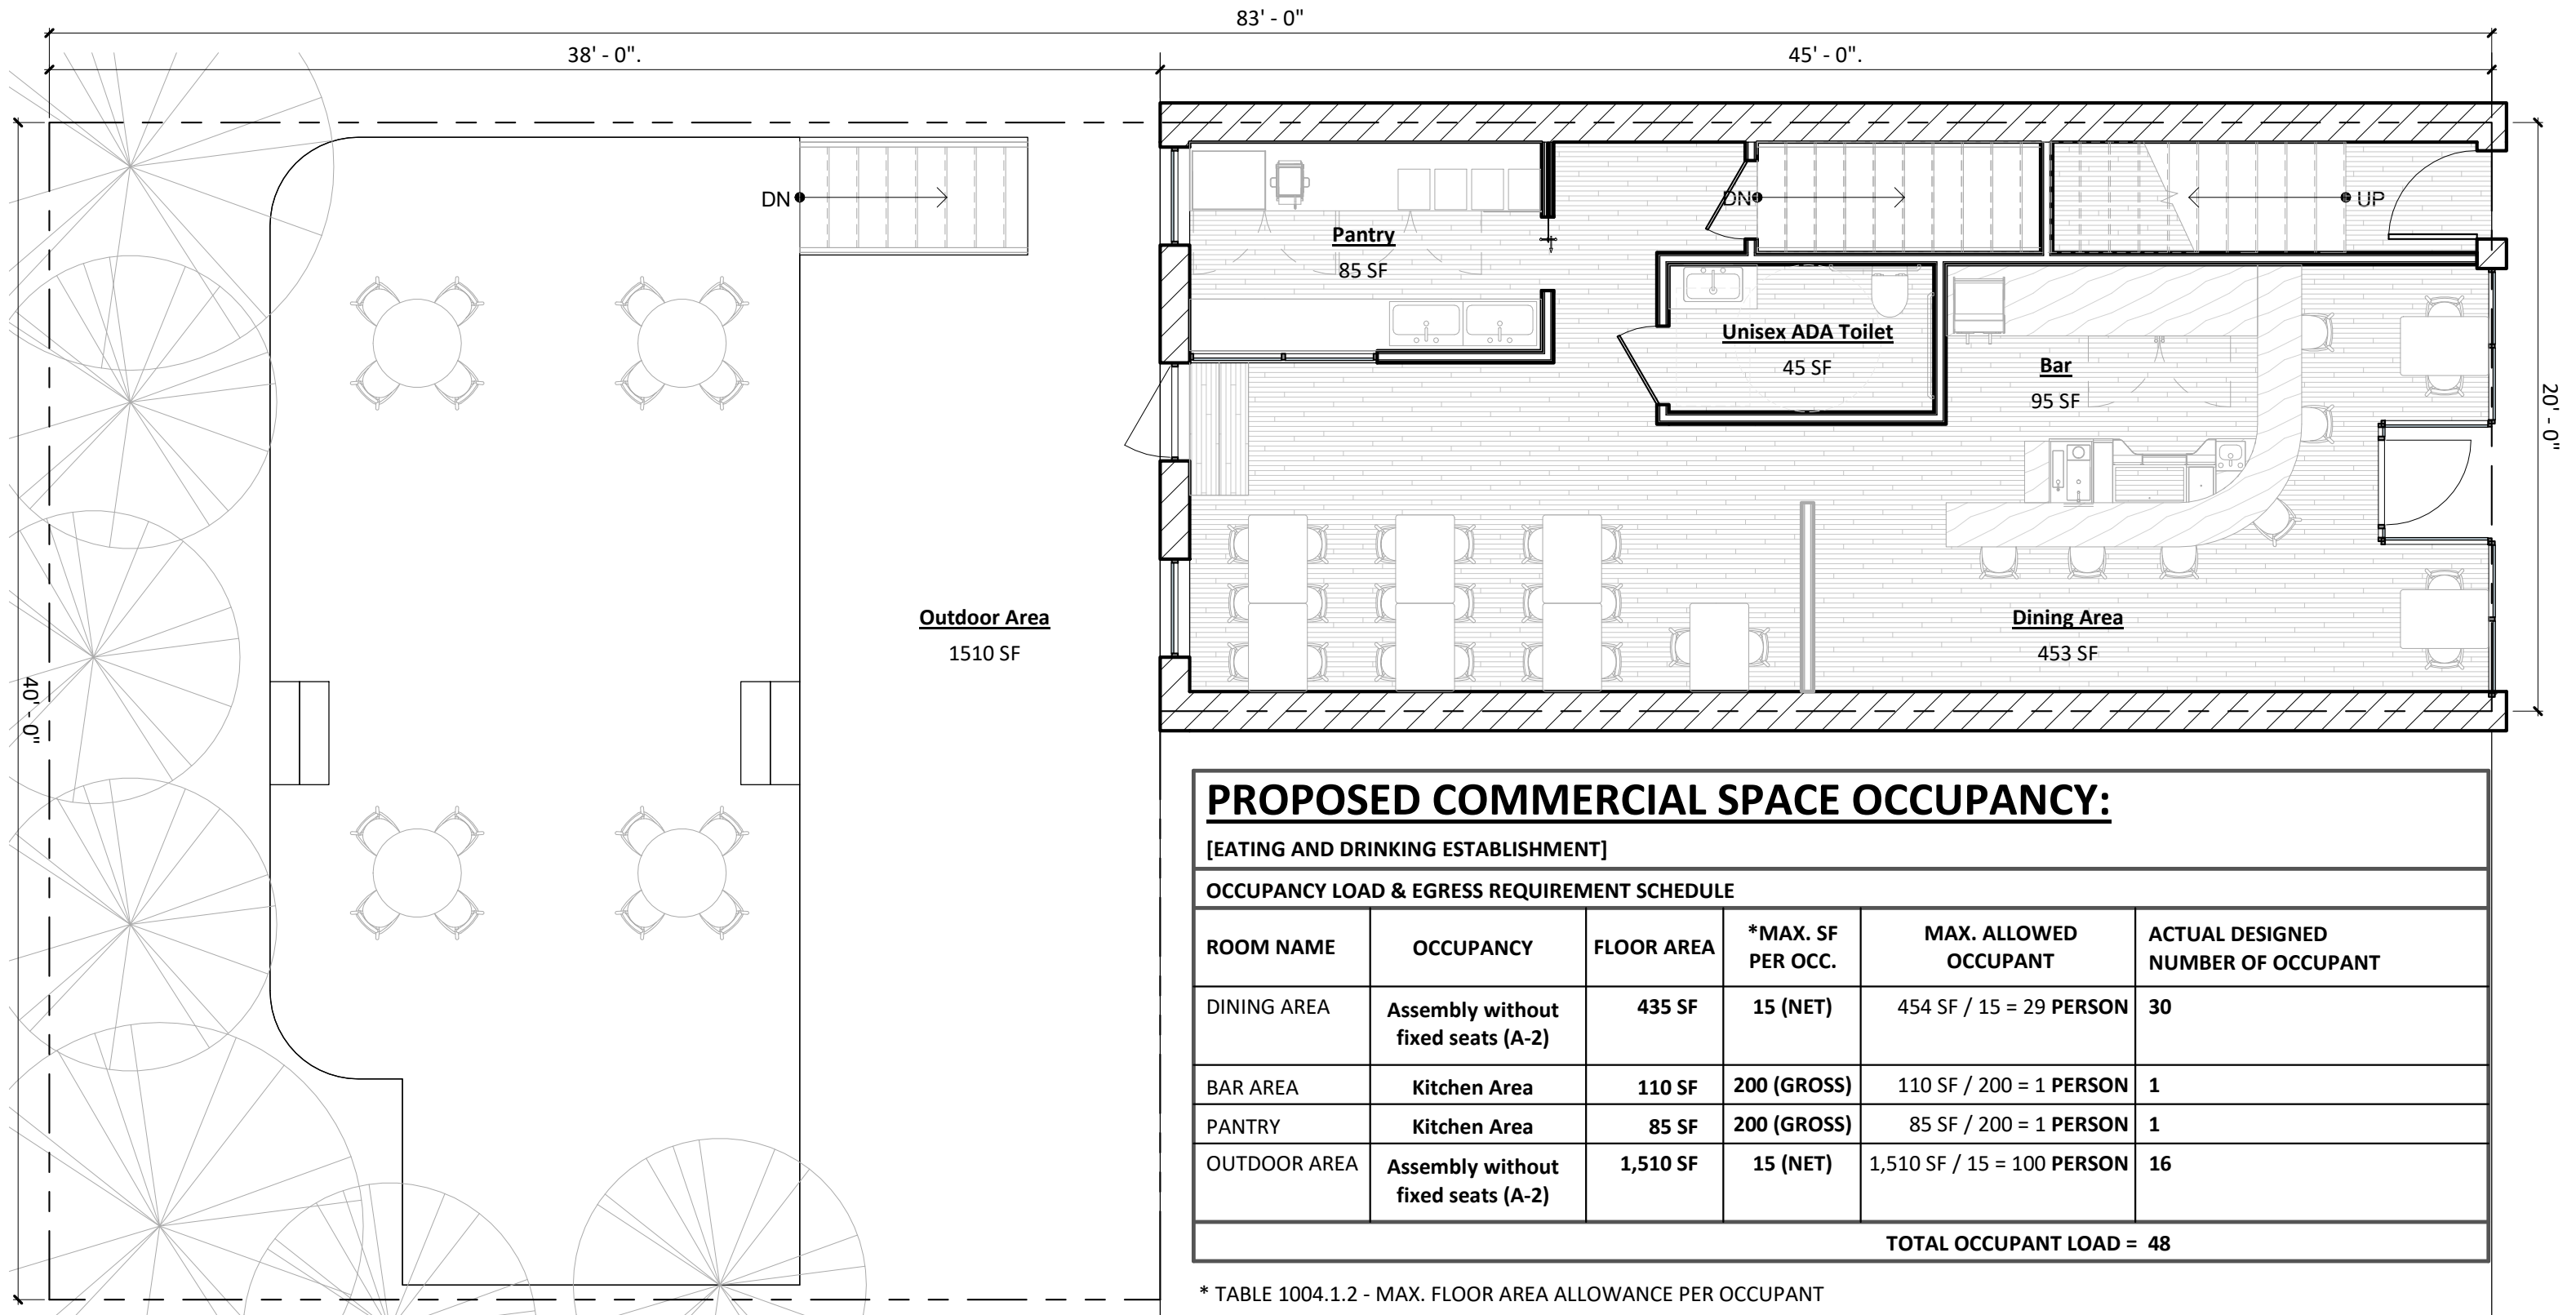 83' - 0"
38' - 0".
45' - 0".
DN
DN
UP
Pantry
85 SF
Unisex ADA Toilet
45 SF
Bar
95 SF
20' - 0"
Outdoor Area
1510 SF
Dining Area
453 SF
40' - 0"
PROPOSED COMMERCIAL SPACE OCCUPANCY:
[EATING AND DRINKING ESTABLISHMENT]
OCCUPANCY LOAD & EGRESS REQUIREMENT SCHEDULE
ROOM NAME OCCUPANCY FLOOR AREA *MAX. SF PER OCC. MAX. ALLOWED OCCUPANT ACTUAL DESIGNED NUMBER OF OCCUPANT
DINING AREA Assembly without fixed seats (A-2) 435 SF 15 (NET) 454 SF / 15 = 29 PERSON 30
BAR AREA Kitchen Area 110 SF 200 (GROSS) 110 SF / 200 = 1 PERSON 1
PANTRY Kitchen Area 85 SF 200 (GROSS) 85 SF / 200 = 1 PERSON 1
OUTDOOR AREA Assembly without fixed seats (A-2) 1,510 SF 15 (NET) 1,510 SF / 15 = 100 PERSON 16
TOTAL OCCUPANT LOAD = 48
* TABLE 1004.1.2 - MAX. FLOOR AREA ALLOWANCE PER OCCUPANT